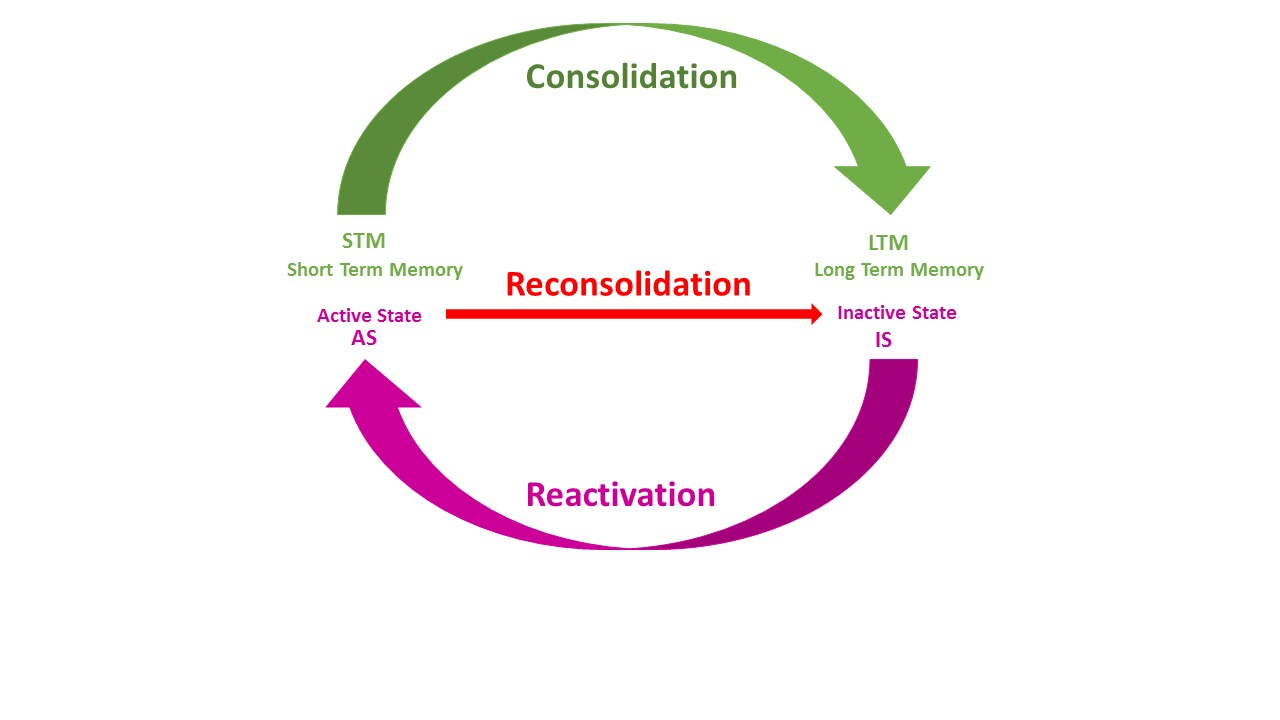 Consolidation
STM
Short Term Memory
LTM
Long Term Memory
Reconsolidation
Active State
AS
Inactive State
IS
Reactivation